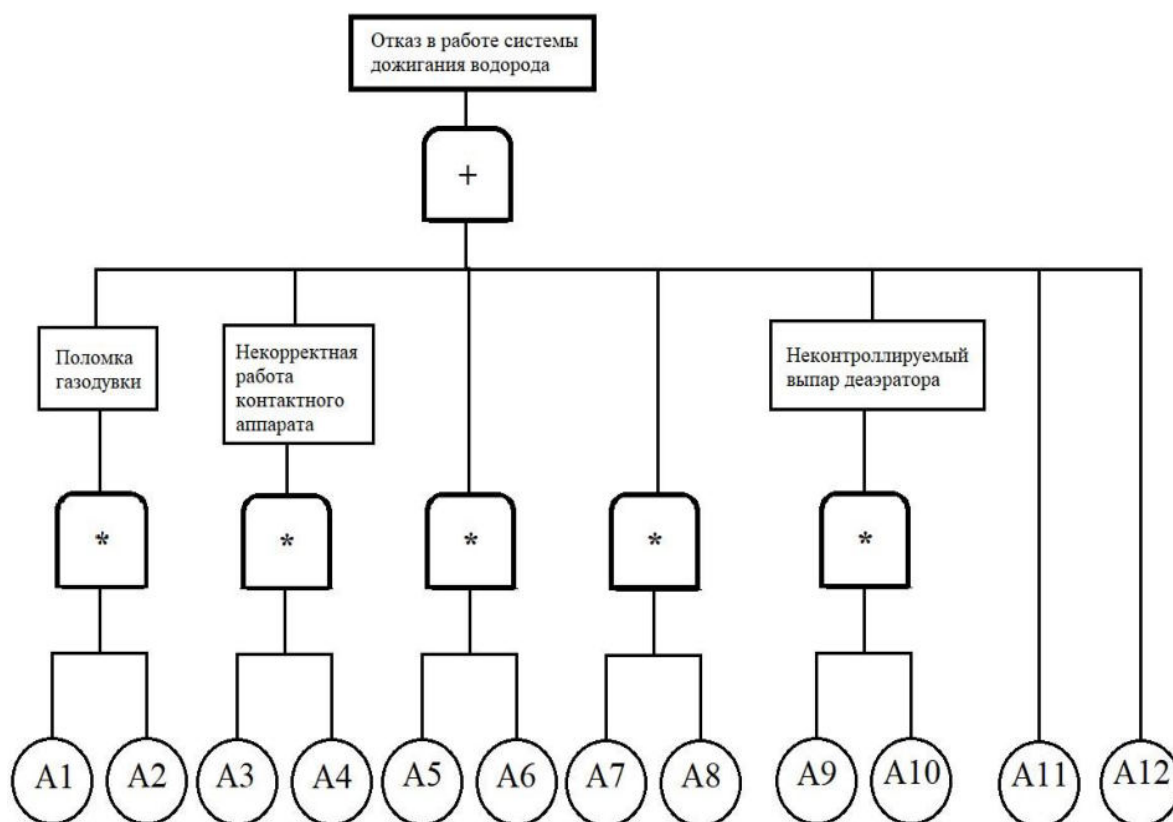 Отказ в работе системы
дожигания водорода
+
Поломка
газодувки
Некорректная
работа
контактного
аппарата
Неконтроллируемый
выпар деаэратора
*
*
*
*
*
A1
A2
A3
A4
A5
A6
A7
A8
A9
A10
A11
A12